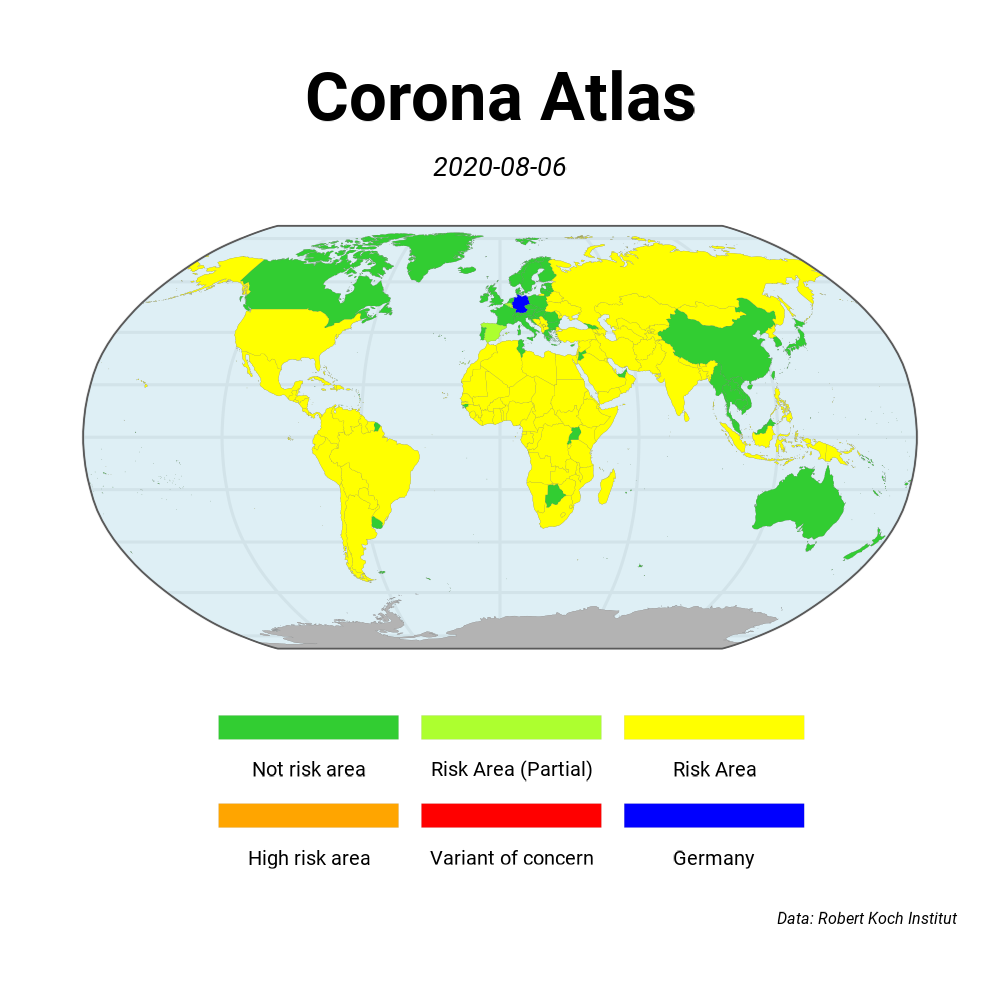 Corona Atlas
2020-08-06
Not risk area
Risk Area (Partial)
Risk Area
High risk area
Variant of concern
Germany
Data: Robert Koch Institut